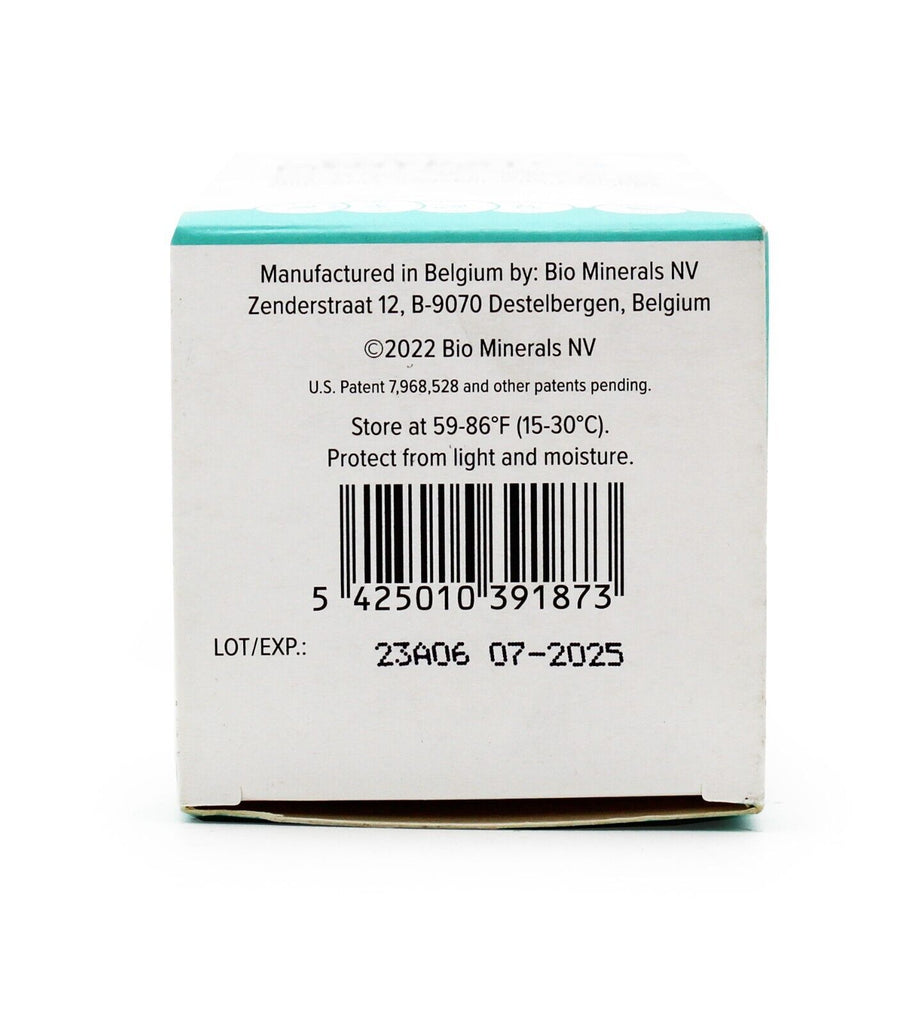 Manufactured in Belgium by: Bio Minerals NV
Zenderstraat 12, B-9070 Destelbergen, Belgium
©2022 Bio Minerals NV
U.S. Patent 7,968,528 and other patents pending.
Store at 59-86°F (15-30°C).
Protect from light and moisture.
5 425010 391873
LOT/EXP.: 23A06 07-2025